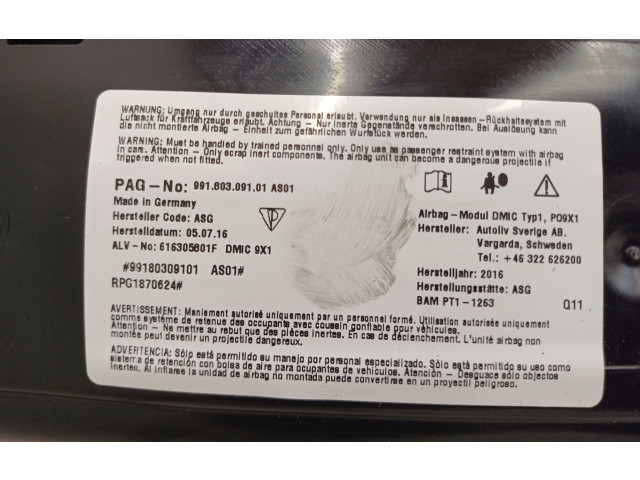 WARNUNG: Umgang nur durch geschultes Personal erlaubt. Verwendung nur als Insassen-Rückhaltesystem mit
Luftsack für Kraftfahrzeuge erlaubt. Achtung - Nur inerte Gegenstände verschrotten. Bei Auslösung kann
die nicht montierte Airbag - Einheit zum gefährlichen Wurfstück werden.
WARNING: Must be handled by trained personnel only. Only use as passenger restraint system with airbag
in cars. Attention - Only scrap inert components. The airbag unit can become a dangerous projectile if
triggered when not fitted.
PAG-No: 991.803.091.01 AS01
Made in Germany
Hersteller Code: ASG
Herstelldatum: 05.07.16
ALV-No: 616305801F DMIC 9X1
#99180309101 AS01#
RPG1870624#
Airbag-Modul DMIC Typ1, PO9X1
Hersteller: Autoliv Sverige AB.
Vargarda, Schweden
Tel.: +46 322 626200
Herstelljahr: 2016
Herstellungsstätte: ASG
BAM PT1-1263 Q11
AVERTISSEMENT: Maniement autorisé uniquement par un personnel formé. Utilisation autorisée uniquement
comme système de retenue des occupants avec coussin gonflable pour véhicules.
Attention - Ne mettre au rebut que des pièces inertes. En cas de déclenchement. L'unité airbag non
montée peut devenir un projectile dangereux.
ADVERTENCIA: Sólo está permitido su manejo por personal especializado. Sólo está permitido su uso como
sistema de retención con bolsa de aire para ocupantes de vehículos. Atención - Desguace sólo objetos
inertes. Al inflarse la unidad de airbag no montada puede convertirse en un proyectil peligroso.